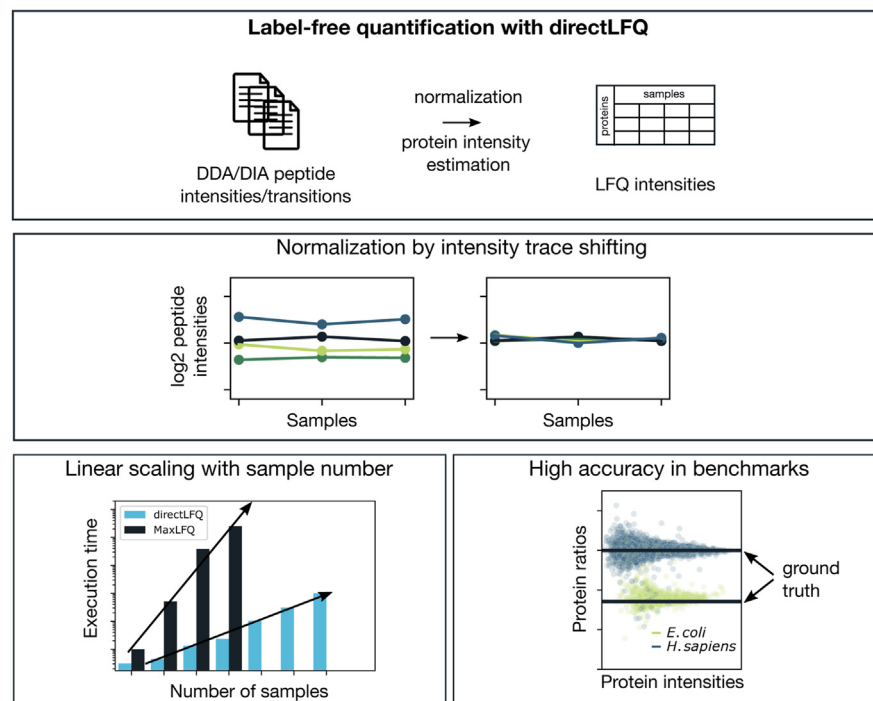 Label-free quantification with directLFQ
DDA/DIA peptide
intensities/transitions
normalization
protein intensity
estimation
samples
proteins
LFQ intensities
Normalization by intensity trace shifting
log2 peptide
intensities
Samples
Samples
Linear scaling with sample number
directLFQ
MaxLFQ
Execution time
Number of samples
High accuracy in benchmarks
Protein ratios
ground
truth
E.coli
H.sapiens
Protein intensities